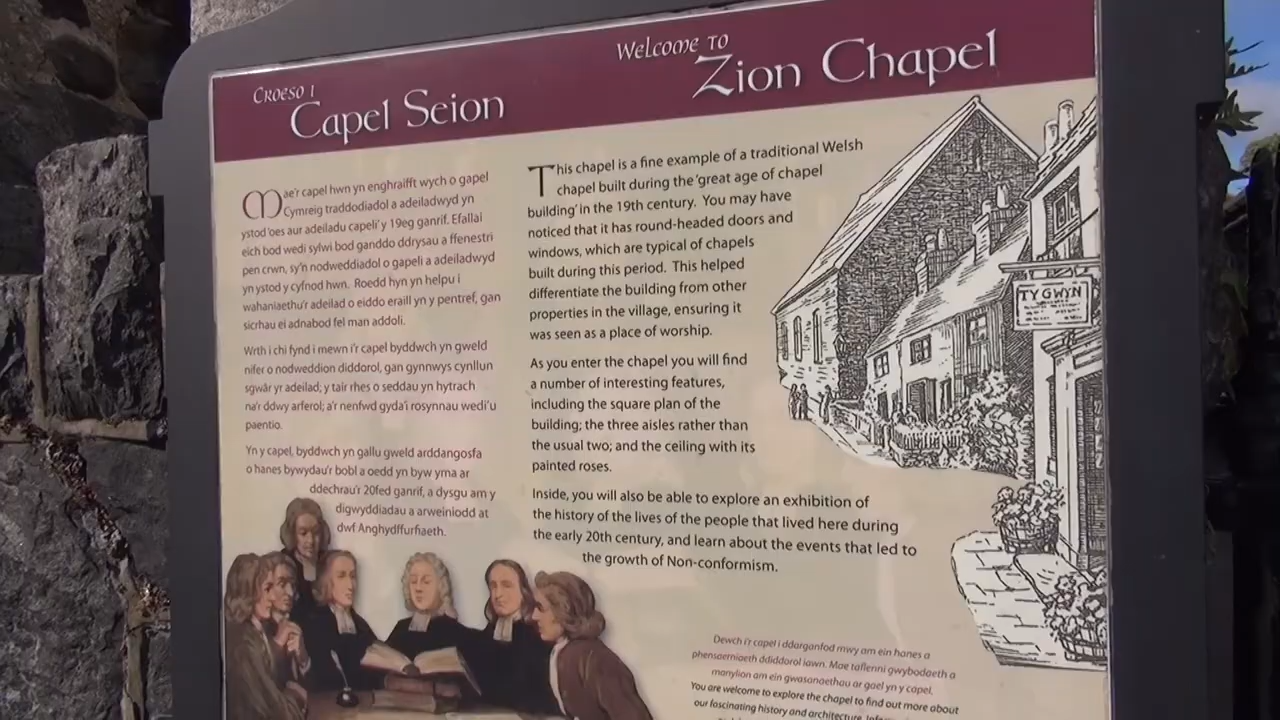 Croeso i
Capel Seion
Welcome to
Zion Chapel
Mae'r capel hwn yn enghraifft wych o gapel
Cymreig traddodiadol a adeiladwyd yn
ystod 'oes aur adeiladu capeli' y 19eg ganrif. Efallai
eich bod wedi sylwi bod ganddo ddrysau a ffenestri
pen crwn, sy'n nodweddiadol o gapeli a adeiladwyd
yn ystod y cyfnod hwn. Roedd hyn yn helpu i
wahaniaethu'r adeilad o eiddo eraill yn y pentref, gan
sicrhau ei adnabod fel man addoli.
Wrth i chi fynd i mewn i'r capel byddwch yn gweld
nifer o nodweddion diddorol, gan gynnwys cynllun
sgwâr yr adeilad; y tair rhes o seddau yn hytrach
na'r ddwy arferol; a'r nenfwd gyda'i rosynnau wedi'u
paentio.
Yn y capel, byddwch yn gallu gweld arddangosfa
o hanes bywydau'r bobl a oedd yn byw yma ar
ddechrau'r 20fed ganrif, a dysgu am y
digwyddiadau a arweiniodd at
dwf Anghydffurfiaeth.
This chapel is a fine example of a traditional Welsh
chapel built during the 'great age of chapel
building' in the 19th century. You may have
noticed that it has round-headed doors and
windows, which are typical of chapels
built during this period. This helped
differentiate the building from other
properties in the village, ensuring it
was seen as a place of worship.
As you enter the chapel you will find
a number of interesting features,
including the square plan of the
building; the three aisles rather than
the usual two; and the ceiling with its
painted roses.
Inside, you will also be able to explore an exhibition of
the history of the lives of the people that lived here during
the early 20th century, and learn about the events that led to
the growth of Non-conformism.
TY GWYN
Dewch i'r capel i ddarganfod mwy am ein hanes a
phensaernïaeth ddiddorol iawn. Mae taflenni gwybodaeth a
manylion am ein gwasanaethau ar gael yn y capel.
You are welcome to explore the chapel to find out more about
our fascinating history and architecture.